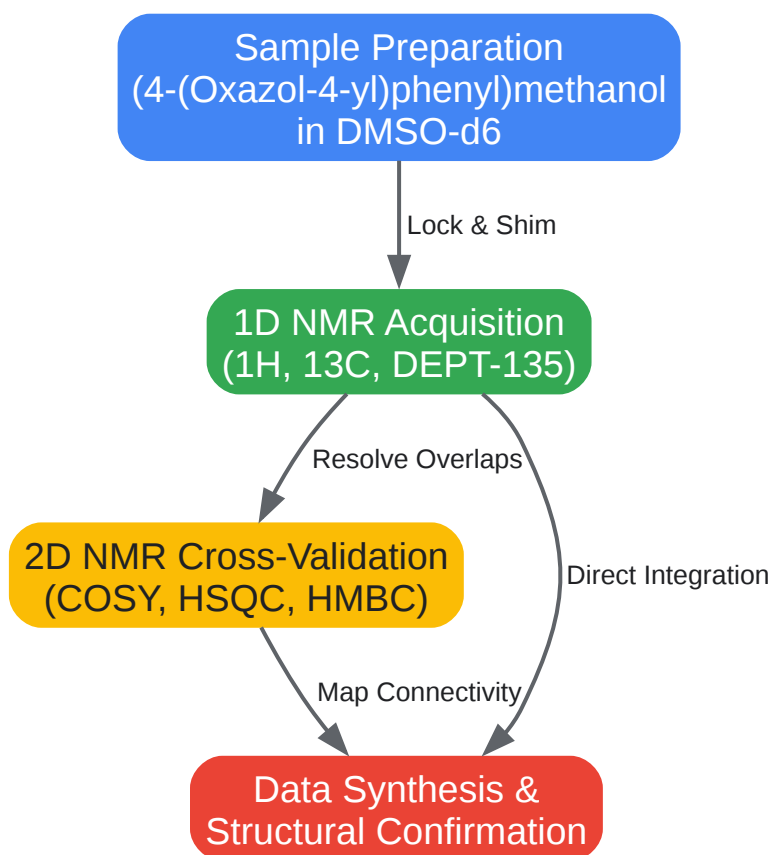 Sample Preparation
(4-(Oxazol-4-yl)phenyl)methanol
in DMSO-d6
Lock & Shim
1D NMR Acquisition
(1H, 13C, DEPT-135)
Resolve Overlaps
2D NMR Cross-Validation
(COSY, HSQC, HMBC)
Direct Integration
Map Connectivity
Data Synthesis &
Structural Confirmation